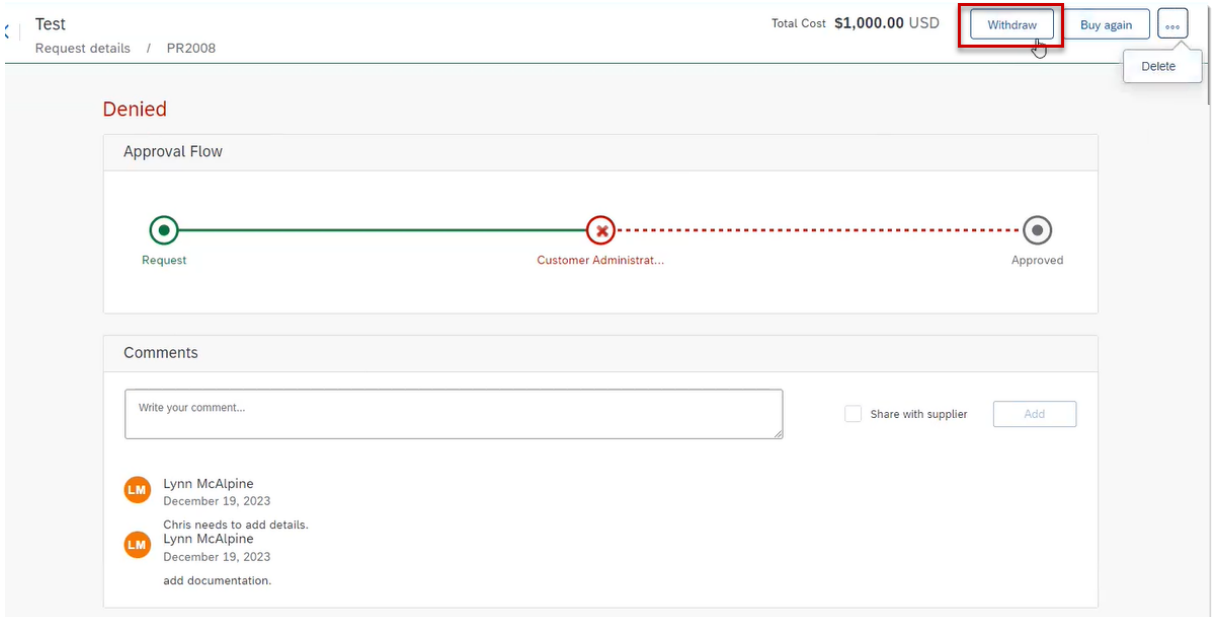 Test
Total Cost $1,000.00 USD
Withdraw
Buy again
Request details / PR2008
Delete
Denied
Approval Flow
Request
Customer Administrat...
Approved
Comments
Write your comment...
Share with supplier
Add
LM
Lynn McAlpine
December 19, 2023
Chris needs to add details.
LM
Lynn McAlpine
December 19, 2023
add documentation.